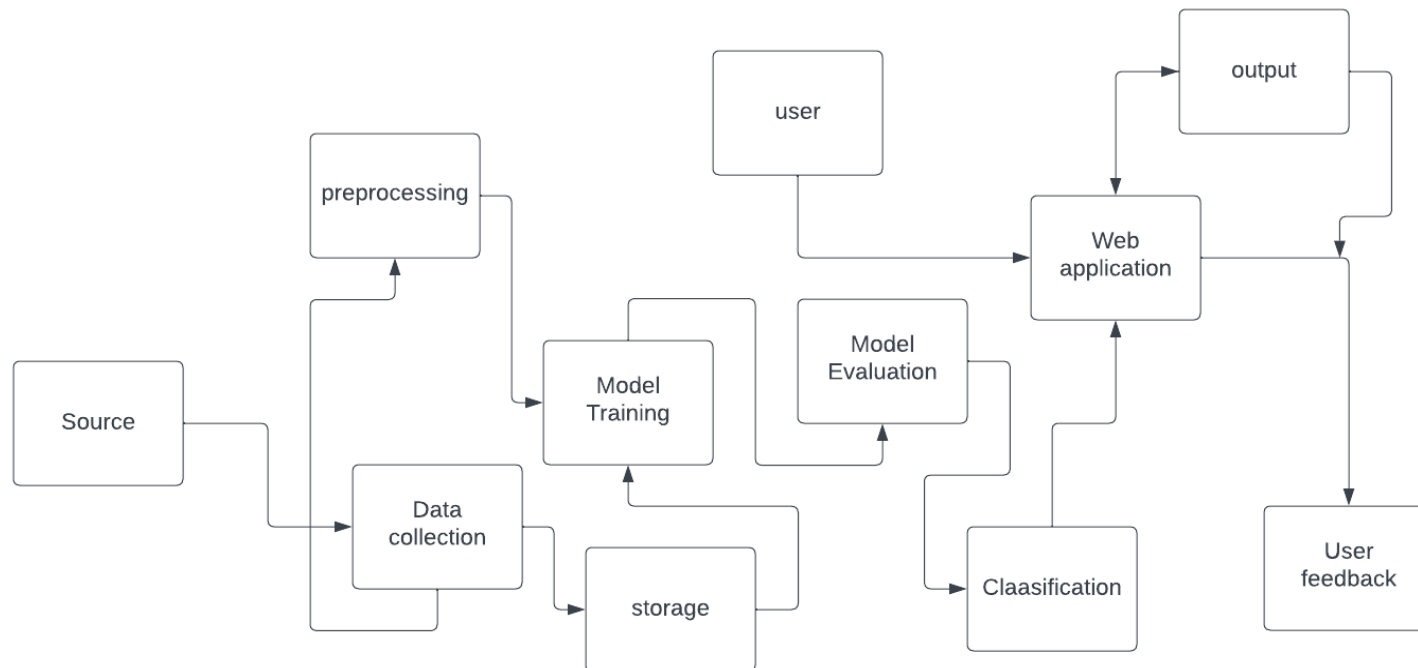 output
user
preprocessing
Web
application
Model
Evaluation
Model
Training
Source
Data
collection
User
feedback
Claasification
storage